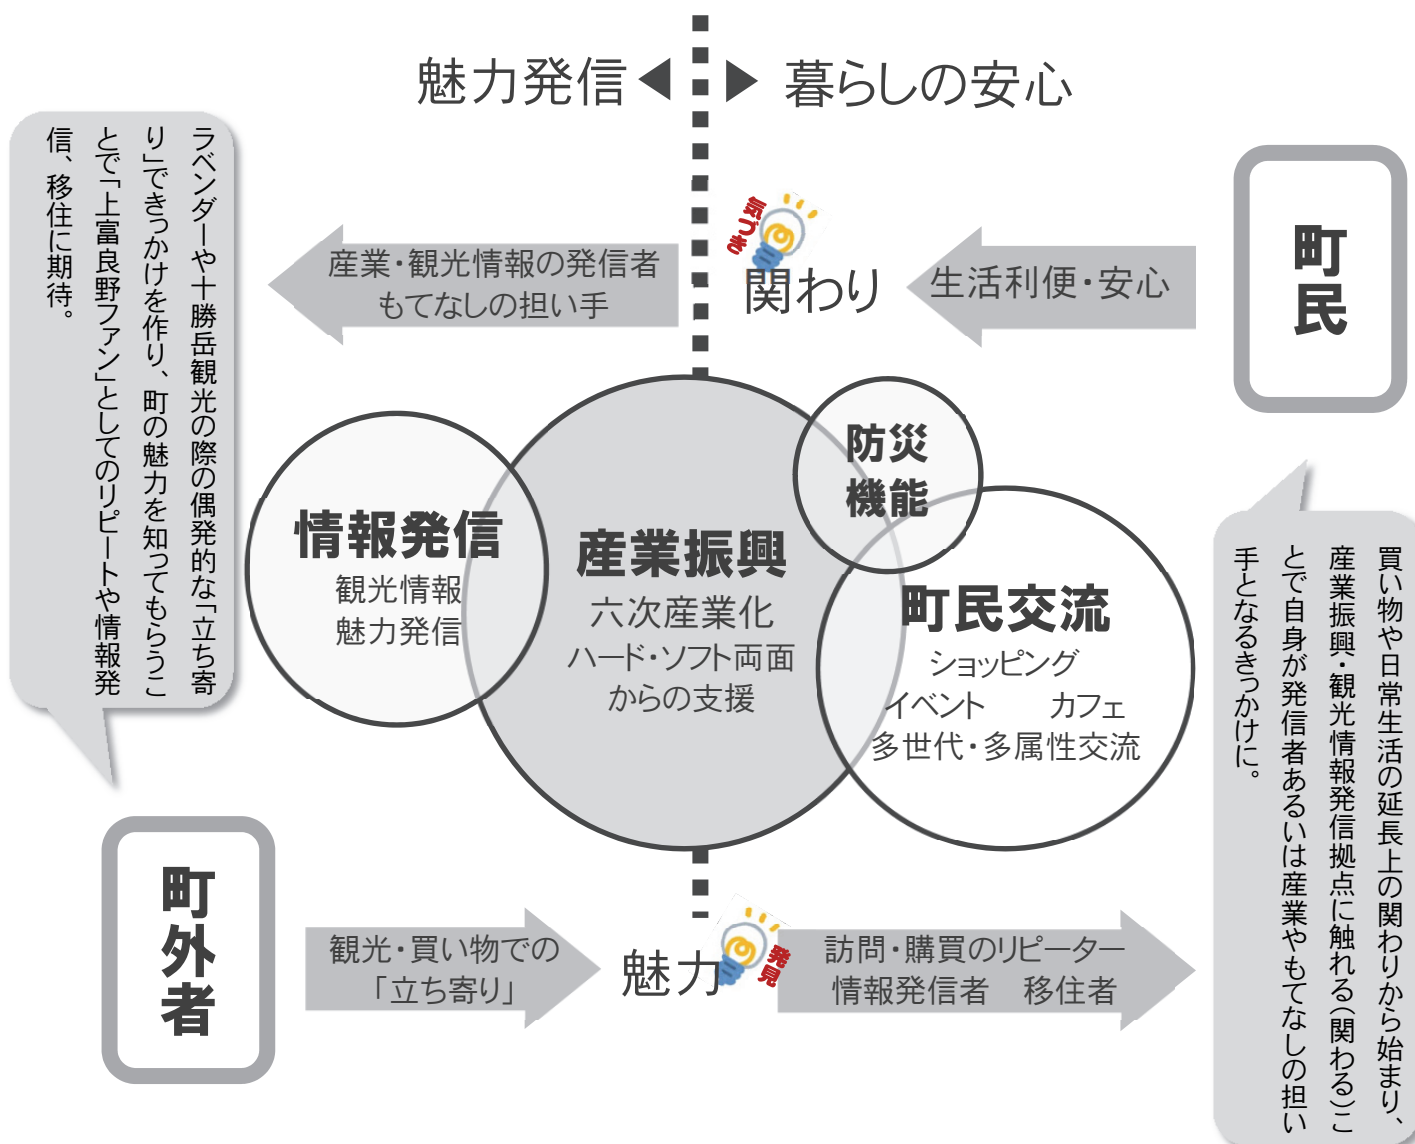 魅力発信◀▶暮らしの安心
ラベンダーや十勝岳観光の際の偶発的な「立ち寄
り」できっかけを作り、町の魅力を知ってもらうこ
とで「上富良野ファン」としてのリピートや情報発
信、移住に期待。
町民
生活利便・安心
気づき
関わり
産業・観光情報の発信者
もてなしの担い手
情報発信
観光情報
魅力発信
産業振興
六次産業化
ハード・ソフト両面
からの支援
防災
機能
町民交流
ショッピング
イベント　カフェ
多世代・多属性交流
買い物や日常生活の延長上の関わりから始まり、
産業振興・観光情報発信拠点に触れる(関わる)こ
とで自身が発信者あるいは産業やもてなしの担い
手となるきっかけに。
町外者
観光・買い物での
「立ち寄り」
魅力
発見
訪問・購買のリピーター
情報発信者　移住者